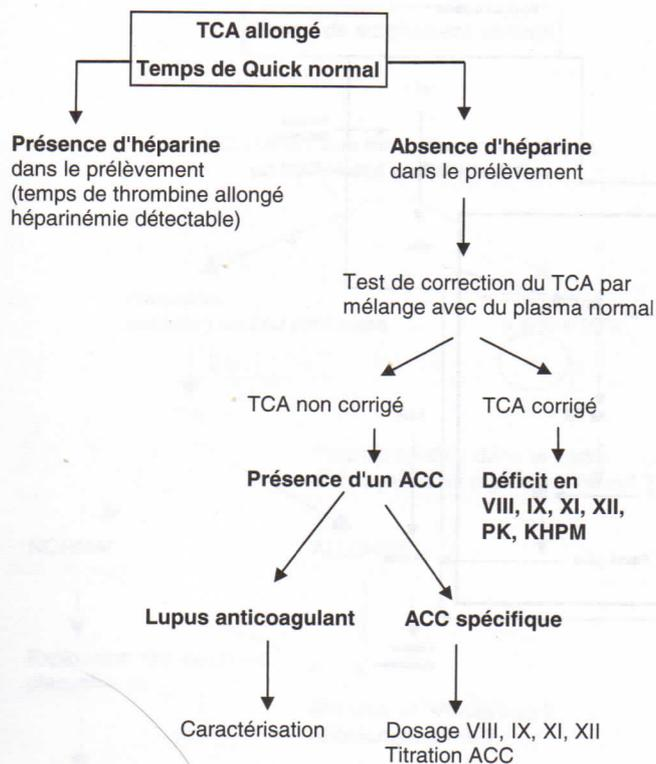 TCA allongé
Temps de Quick normal
Présence d'héparine
dans le prélèvement
(temps de thrombine allongé
héparinémie détectable)
Absence d'héparine
dans le prélèvement
Test de correction du TCA par
mélange avec du plasma normal
TCA non corrigé
TCA corrigé
Présence d'un ACC
Déficit en
VIII, IX, XI, XII,
PK, KHPM
Lupus anticoagulant
ACC spécifique
Caractérisation
Dosage VIII, IX, XI, XII
Titration ACC